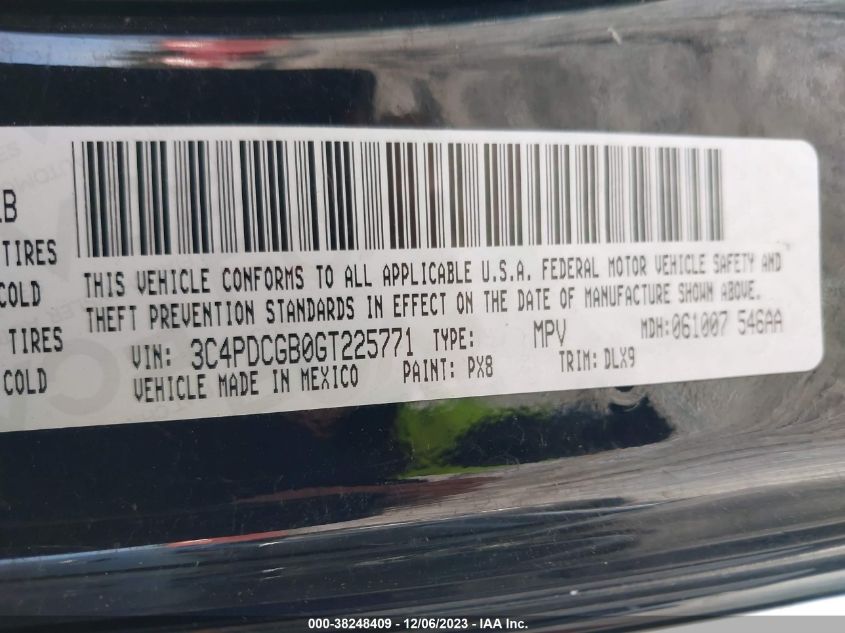 LB
TIRES
COLD
TIRES
COLD
THIS VEHICLE CONFORMS TO ALL APPLICABLE U.S.A. FEDERAL MOTOR VEHICLE SAFETY AND
THEFT PREVENTION STANDARDS IN EFFECT ON THE DATE OF MANUFACTURE SHOWN ABOVE.
VIN: 3C4PDCGB0GT225771 TYPE: MPV MDH:061007 546AA
VEHICLE MADE IN MEXICO PAINT: PX8 TRIM: DLX9
000-38248409 - 12/06/2023 - IAA Inc.